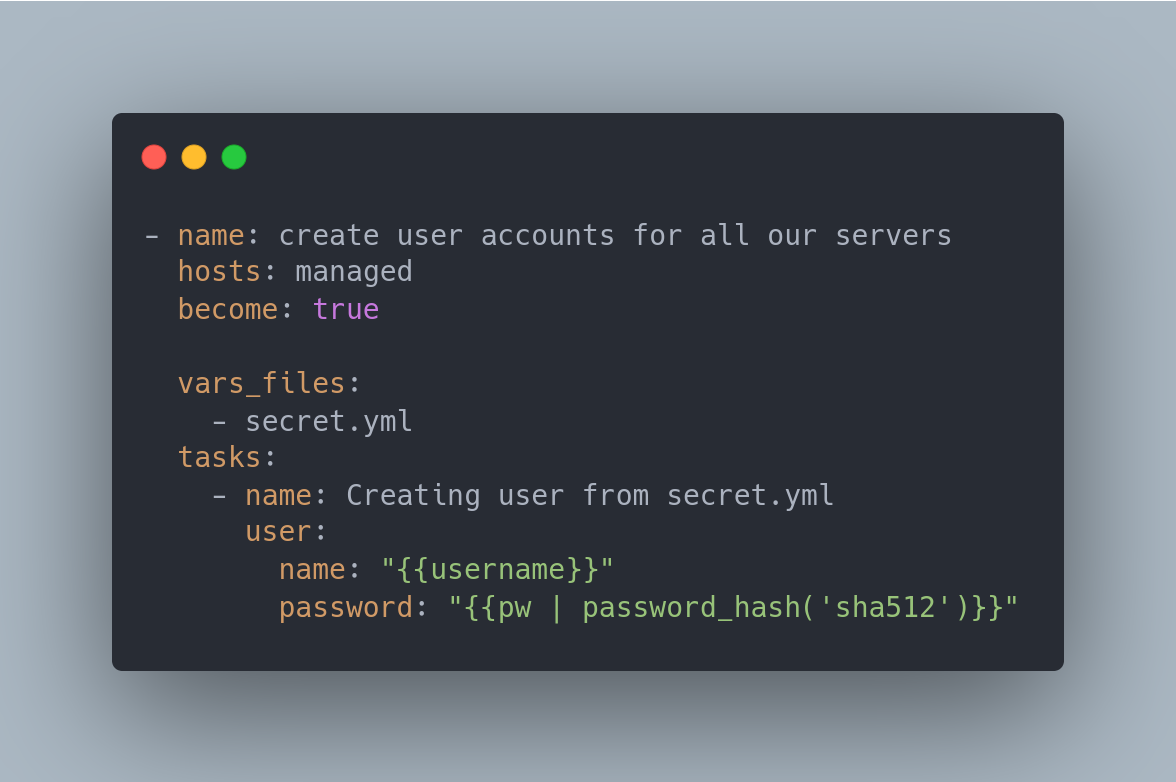 - name: create user accounts for all our servers
  hosts: managed
  become: true

  vars_files:
    - secret.yml
  tasks:
    - name: Creating user from secret.yml
      user:
        name: "{{username}}"
        password: "{{pw | password_hash('sha512')}}"